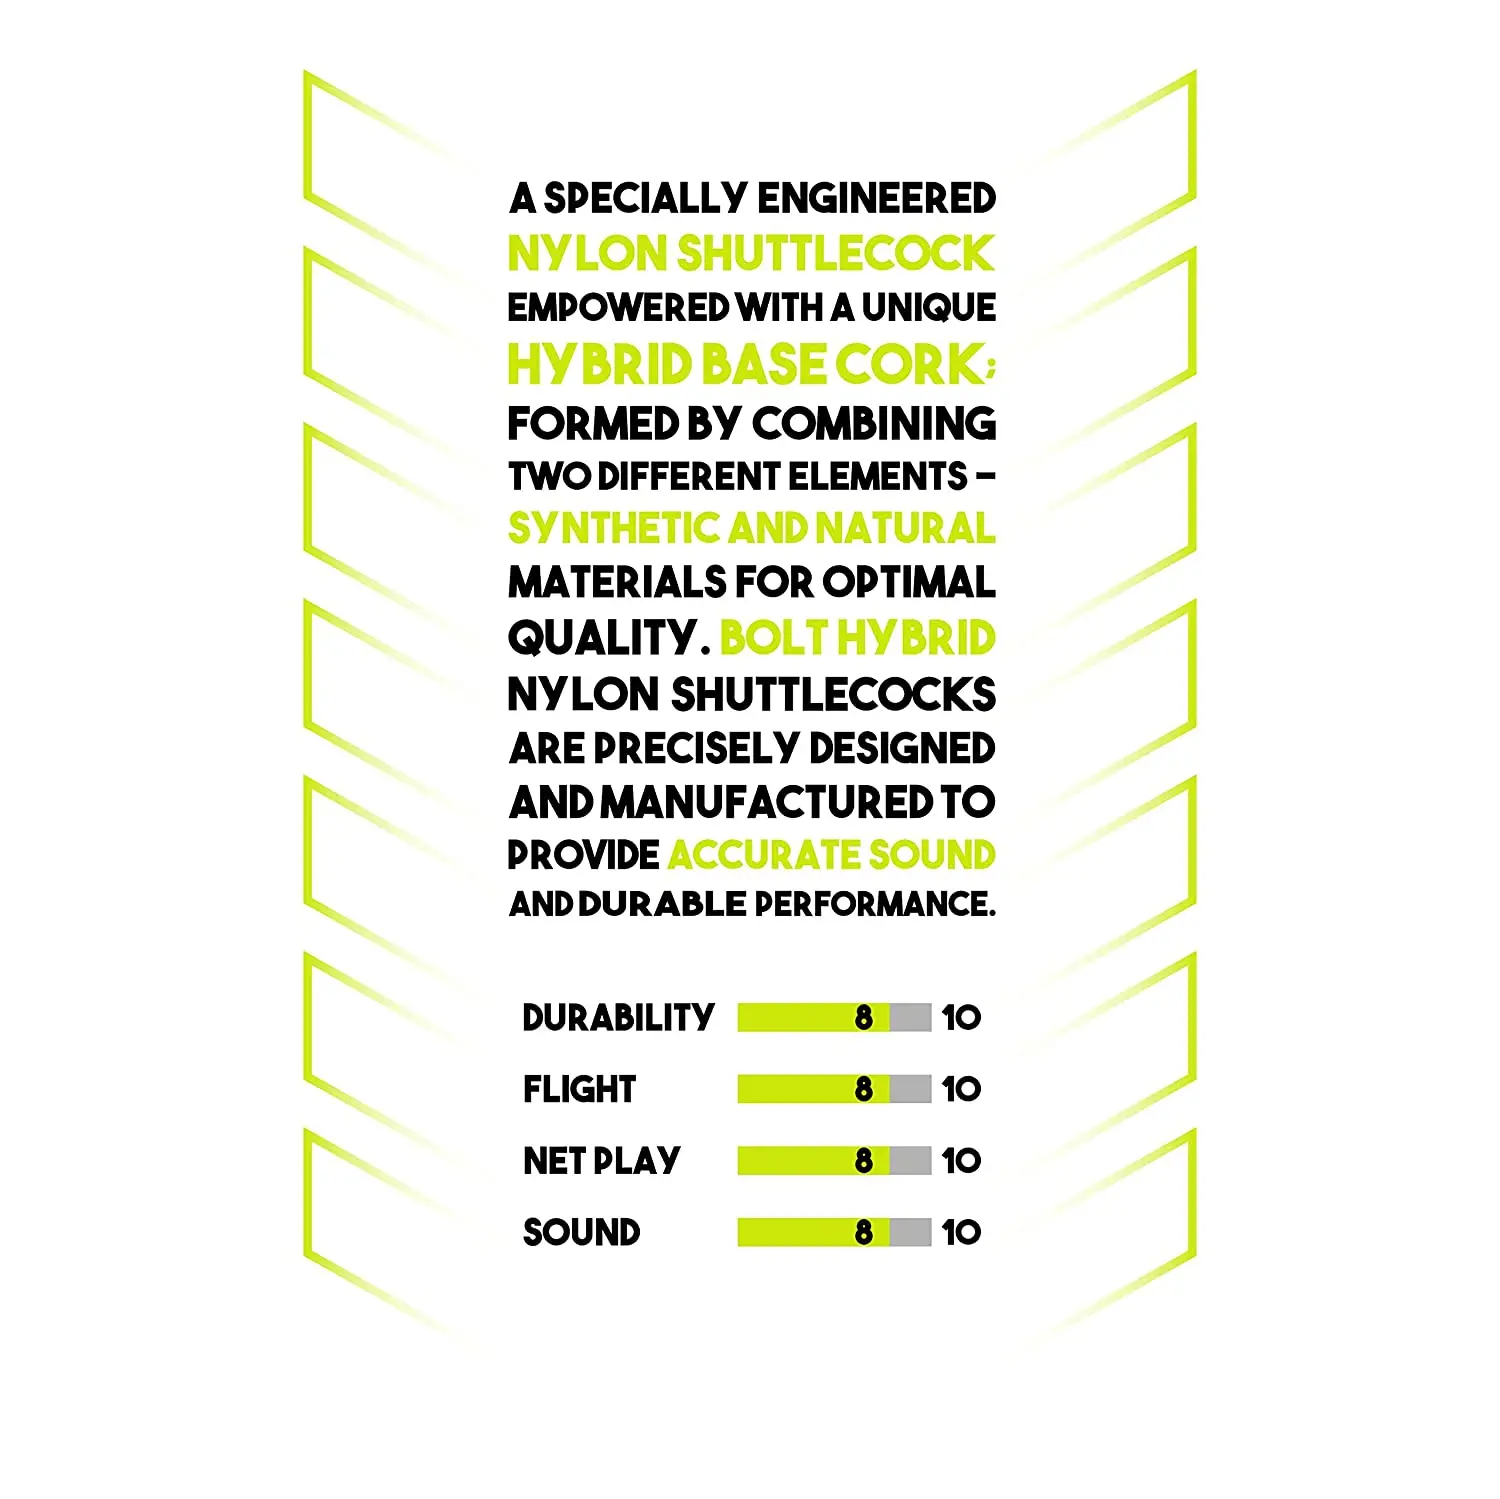 A SPECIALLY ENGINEERED
NYLON SHUTTLECOCK
EMPOWERED WITH A UNIQUE
HYBRID BASE CORK;
FORMED BY COMBINING
TWO DIFFERENT ELEMENTS –
SYNTHETIC AND NATURAL
MATERIALS FOR OPTIMAL
QUALITY. BOLT HYBRID
NYLON SHUTTLECOCKS
ARE PRECISELY DESIGNED
AND MANUFACTURED TO
PROVIDE ACCURATE SOUND
AND DURABLE PERFORMANCE.
DURABILITY 8 10
FLIGHT 8 10
NET PLAY 8 10
SOUND 8 10